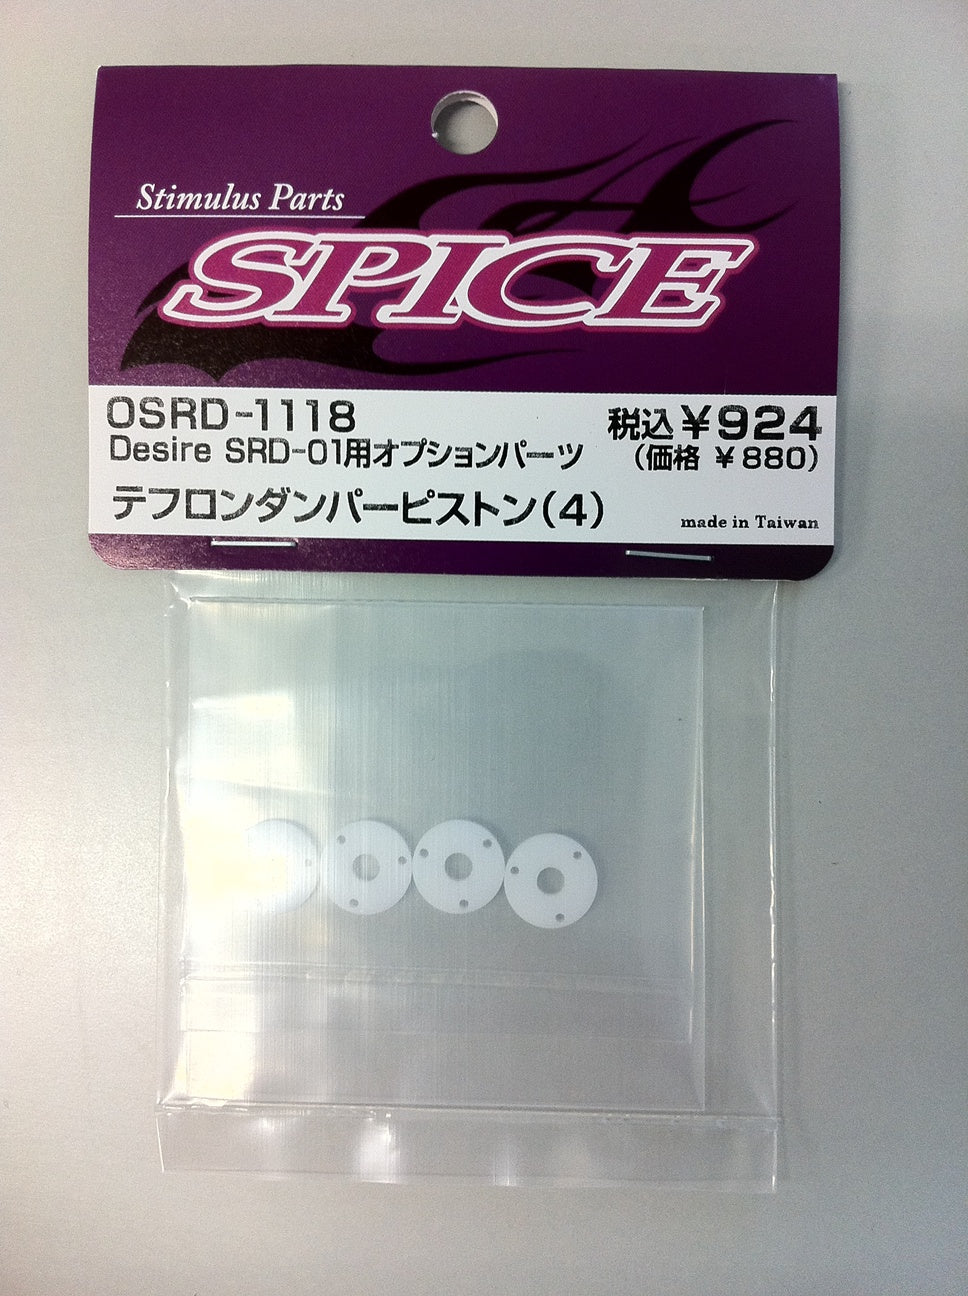 Stimulus Parts
SPICE
OSRD-1118
税込¥924
Desire SRD-01用オプションパーツ
(価格 ¥880)
テフロンダンパーピストン(4)
made in Taiwan